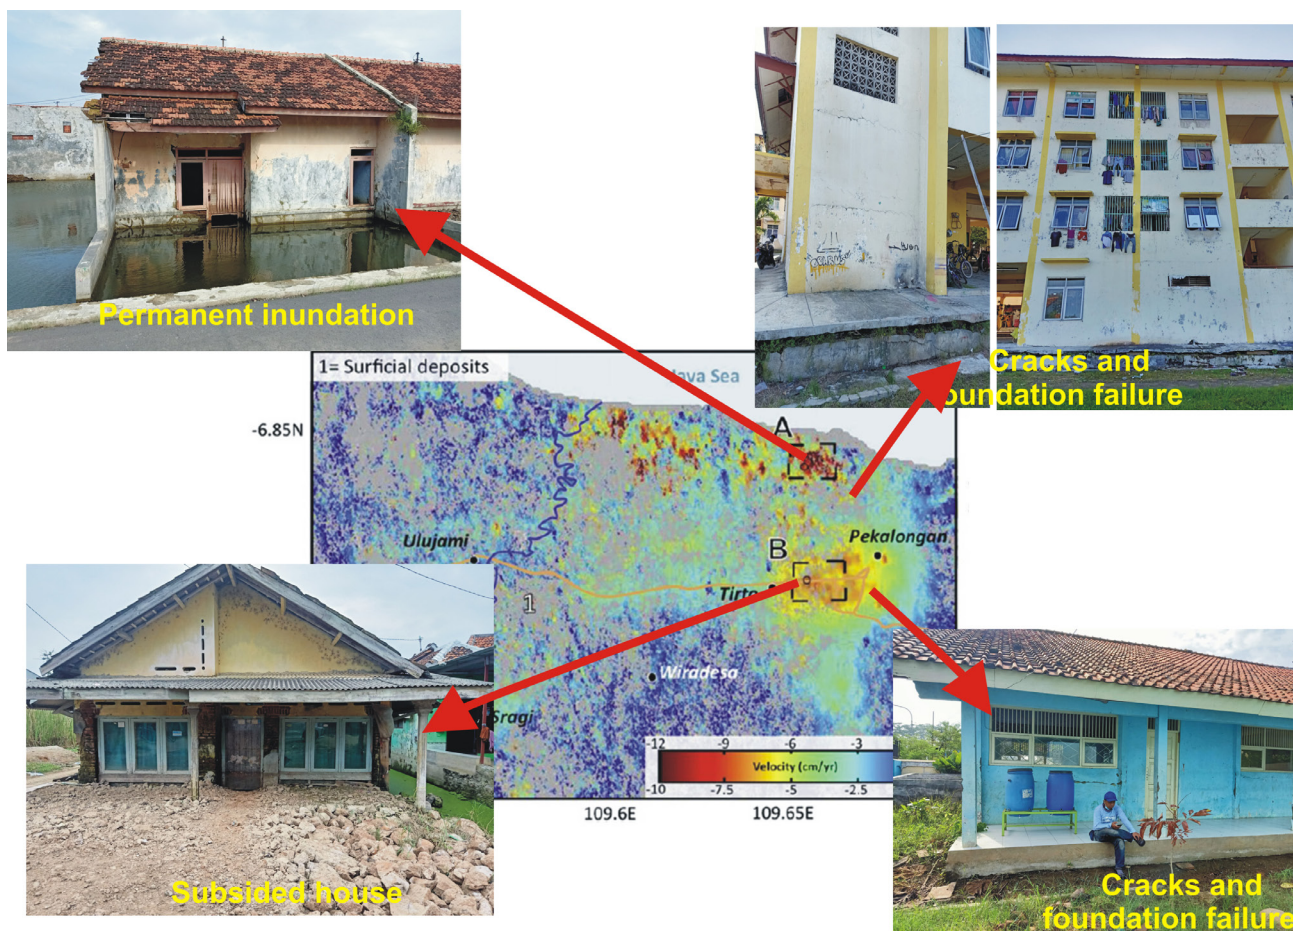 Permanent inundation
Cracks and
oundation failure
1= Surficial deposits
Java Sea
-6.85N
A
Ulujami
B
Pekalongan
Tirto
1
Wiradesa
Sragi
-12 -9 -6 -3
Velocity (cm/yr)
-10 -7.5 -5 -2.5
109.6E 109.65E
Subsided house
Cracks and
foundation failure